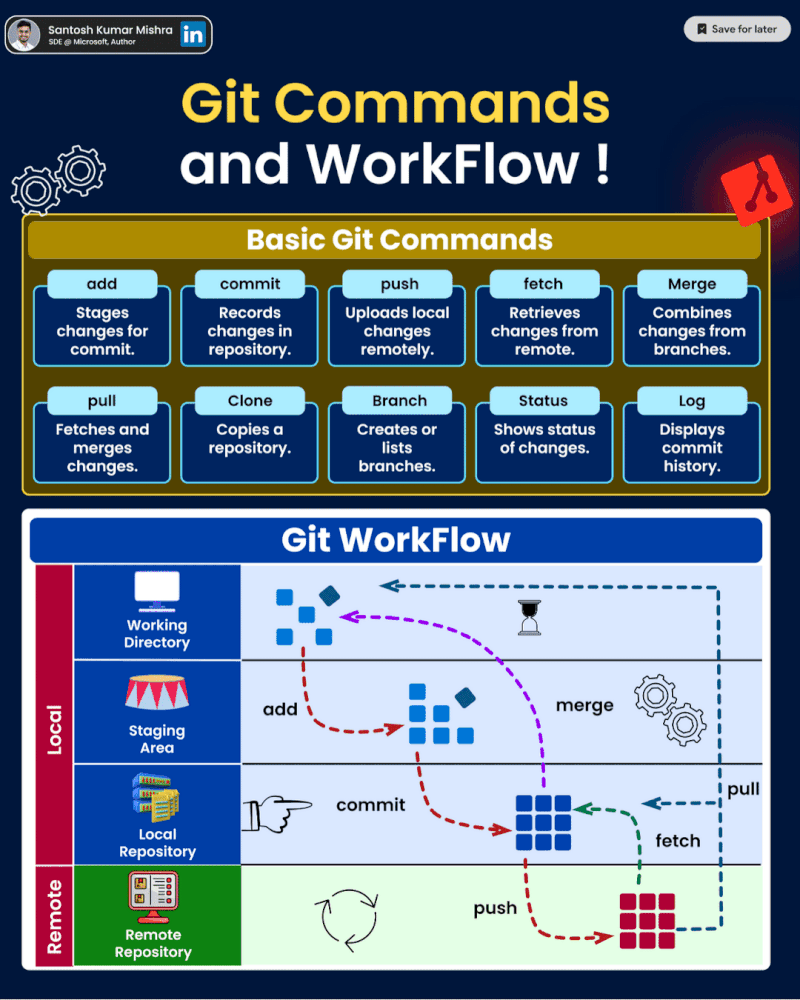 Santosh Kumar Mishra
SDE @ Microsoft, Author
in
Save for later
Git Commands
and WorkFlow !
Basic Git Commands
add
Stages
changes for
commit.
commit
Records
changes in
repository.
push
Uploads local
changes
remotely.
fetch
Retrieves
changes from
remote.
Merge
Combines
changes from
branches.
pull
Fetches and
merges
changes.
Clone
Copies a
repository.
Branch
Creates or
lists
branches.
Status
Shows status
of changes.
Log
Displays
commit
history.
Git WorkFlow
Local
Working
Directory
add
Staging
Area
merge
Local
Repository
commit
pull
fetch
Remote
Remote
Repository
push